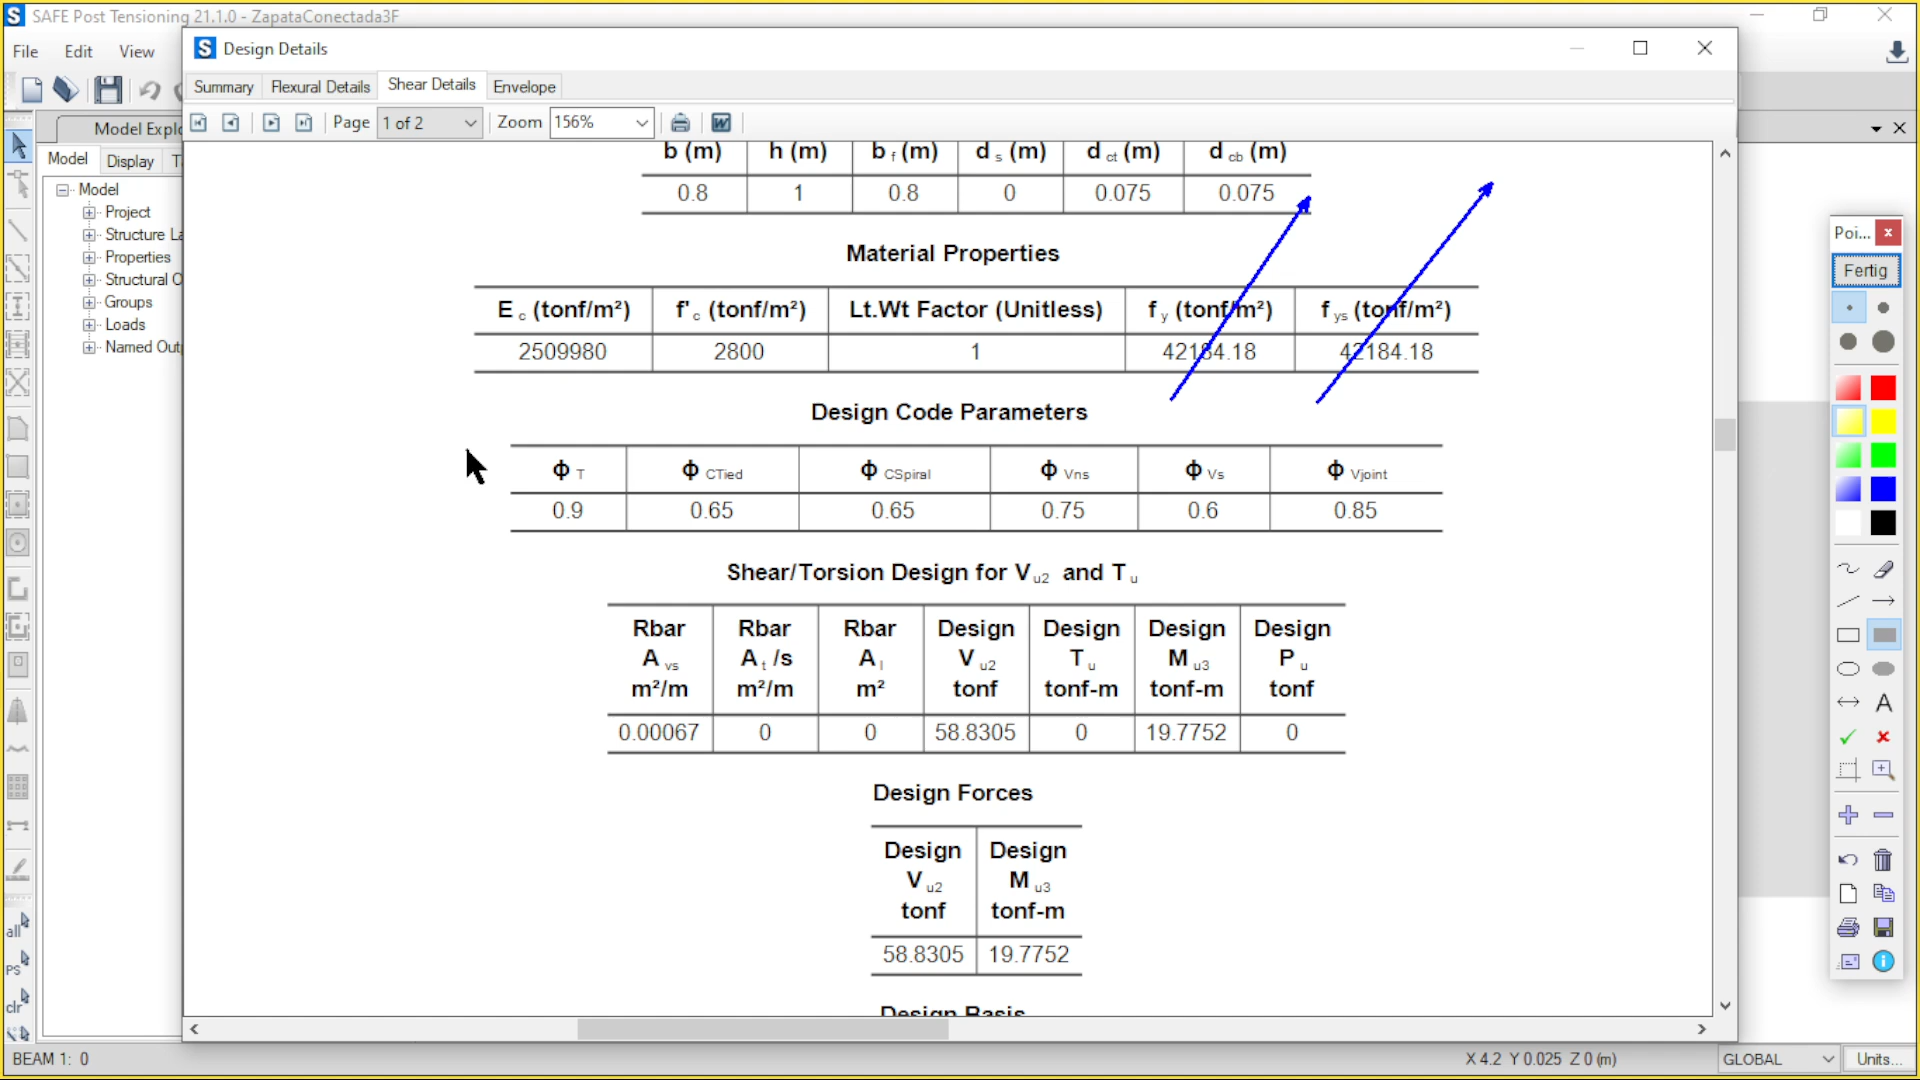 SAFE Post Tensioning 21.1.0 - ZapataConectada3F
File Edit View
Design Details
Summary Flexural Details Shear Details Envelope
Page 1 of 2 Zoom 156%
Model Explo
Model Display T
Model
Project
Structure La
Properties
Structural O
Groups
Loads
Named Outp
b (m) h (m) b f (m) d s (m) d ct (m) d cb (m)
0.8 1 0.8 0 0.075 0.075
Material Properties
E c (tonf/m²) f' c (tonf/m²) Lt.Wt Factor (Unitless) f y (tonf/m²) f ys (tonf/m²)
2509980 2800 1 42184.18 42184.18
Design Code Parameters
Φ T Φ CTied Φ CSpiral Φ Vns Φ Vs Φ Vjoint
0.9 0.65 0.65 0.75 0.6 0.85
Shear/Torsion Design for V u2 and T u
Rbar Rbar Rbar Design Design Design Design
A vs A t /s A l V u2 T u M u3 P u
m²/m m²/m m² tonf tonf-m tonf-m tonf
0.00067 0 0 58.8305 0 19.7752 0
Design Forces
Design Design
V u2 M u3
tonf tonf-m
58.8305 19.7752
Design Basis
Poi...
Fertig
A
all
PS
clr
BEAM 1: 0
X 4.2 Y 0.025 Z 0 (m)
GLOBAL
Units...